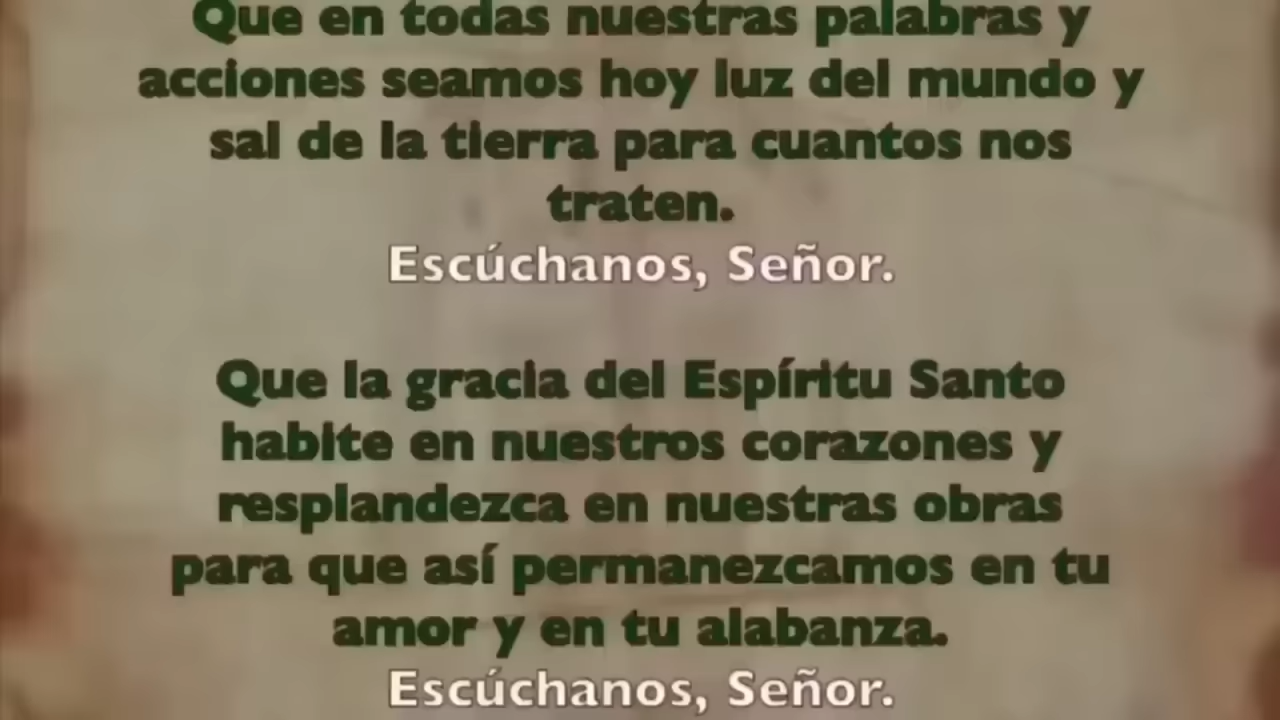 Que en todas nuestras palabras y
acciones seamos hoy luz del mundo y
sal de la tierra para cuantos nos
traten.
Escúchanos, Señor.
Que la gracia del Espíritu Santo
habite en nuestros corazones y
resplandezca en nuestras obras
para que así permanezcamos en tu
amor y en tu alabanza.
Escúchanos, Señor.